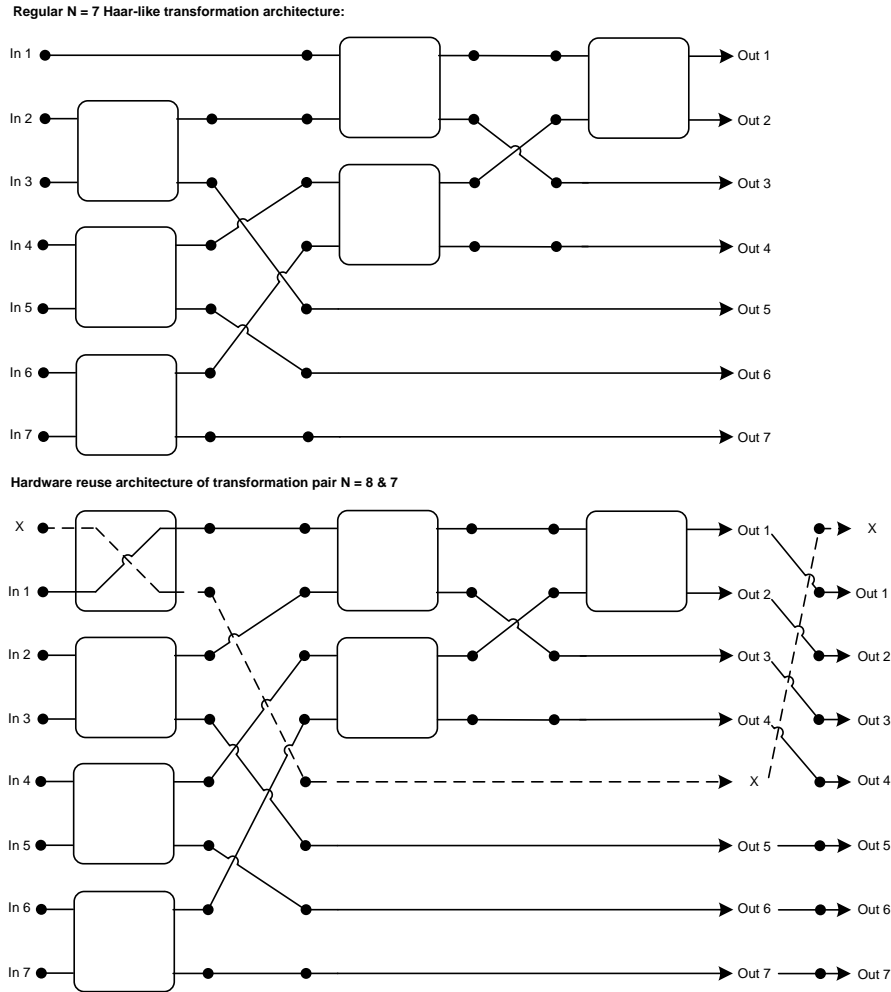 Regular N = 7 Haar-like transformation architecture:
In 1
Out 1
In 2
Out 2
In 3
Out 3
In 4
Out 4
In 5
Out 5
In 6
Out 6
In 7
Out 7
Hardware reuse architecture of transformation pair N = 8 & 7
X
Out 1
X
In 1
Out 2
Out 1
In 2
Out 3
Out 2
In 3
Out 4
Out 3
In 4
X
Out 4
In 5
Out 5
Out 5
In 6
Out 6
Out 6
In 7
Out 7
Out 7